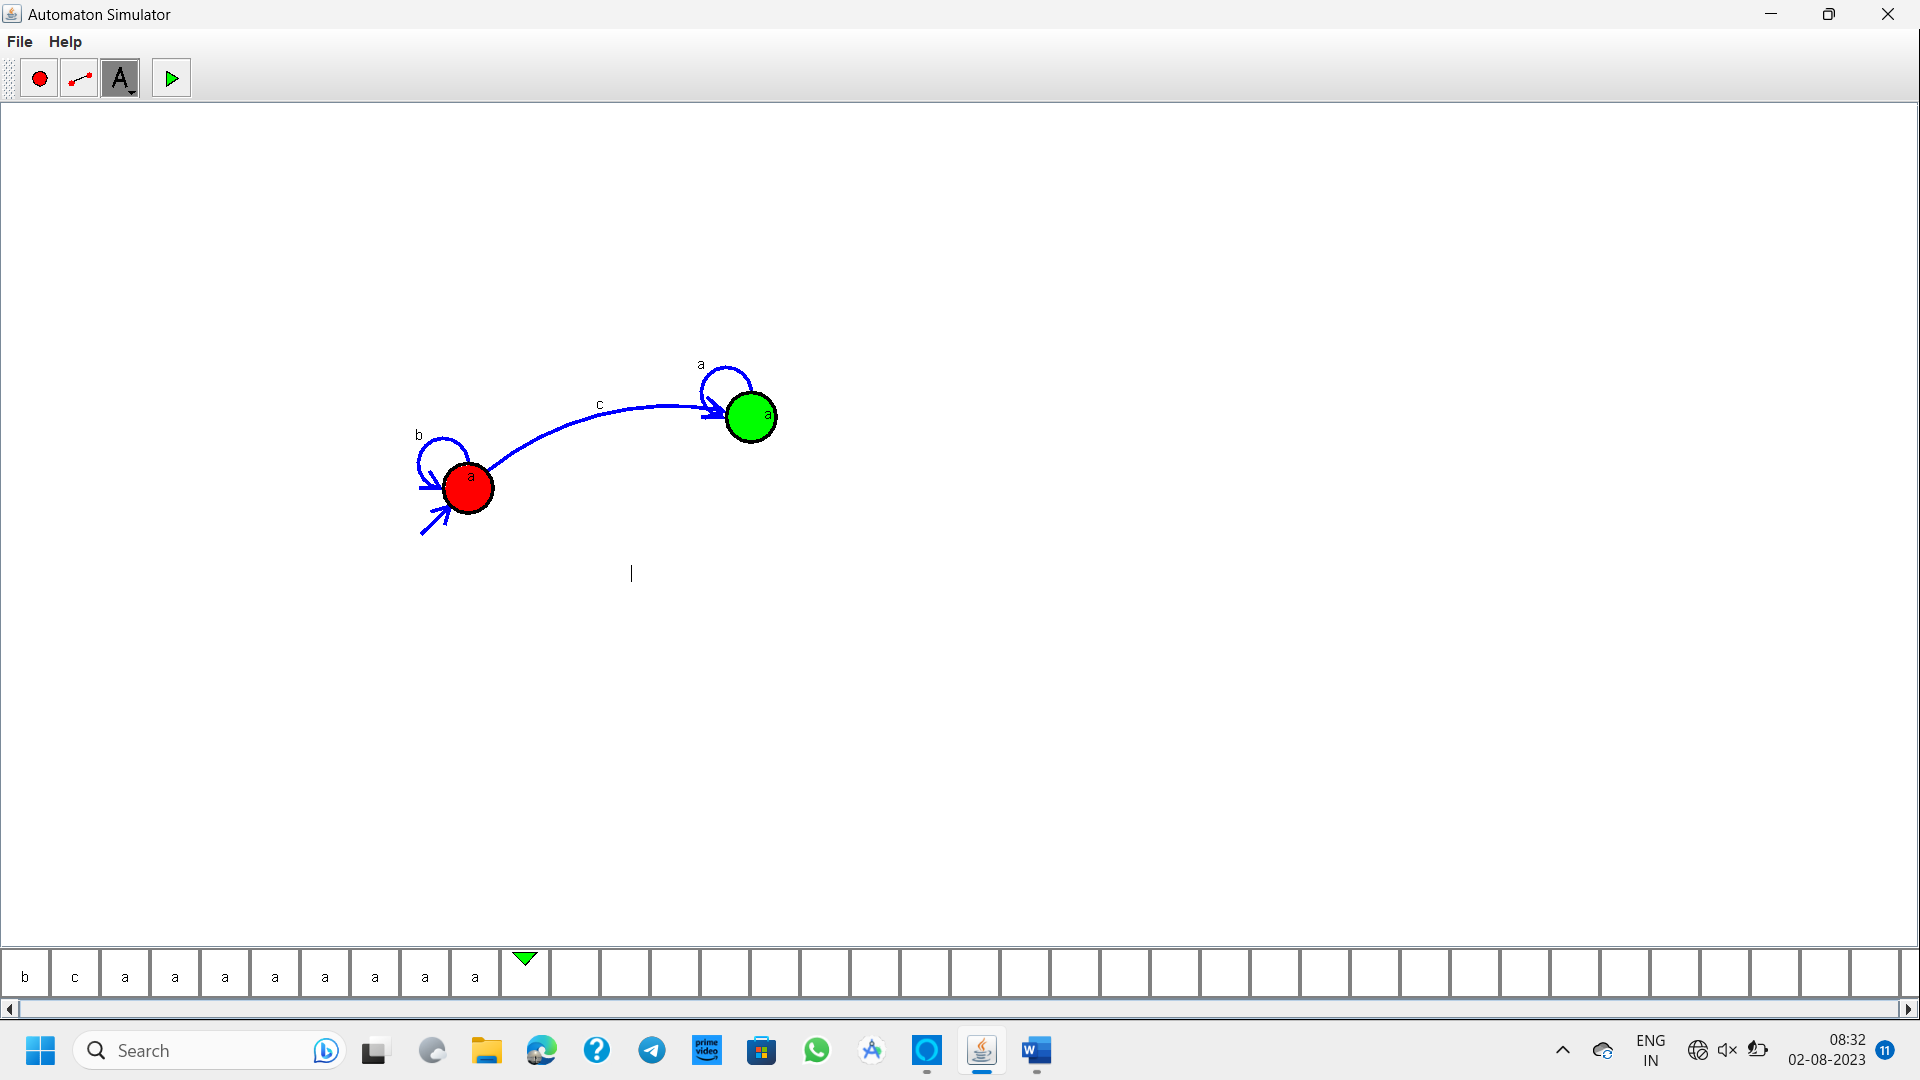 Automaton Simulator
File Help
A
a
c
a
b
a
b c a a a a a a a a
Search
prime video
W
ENG
IN
08:32
02-08-2023
11